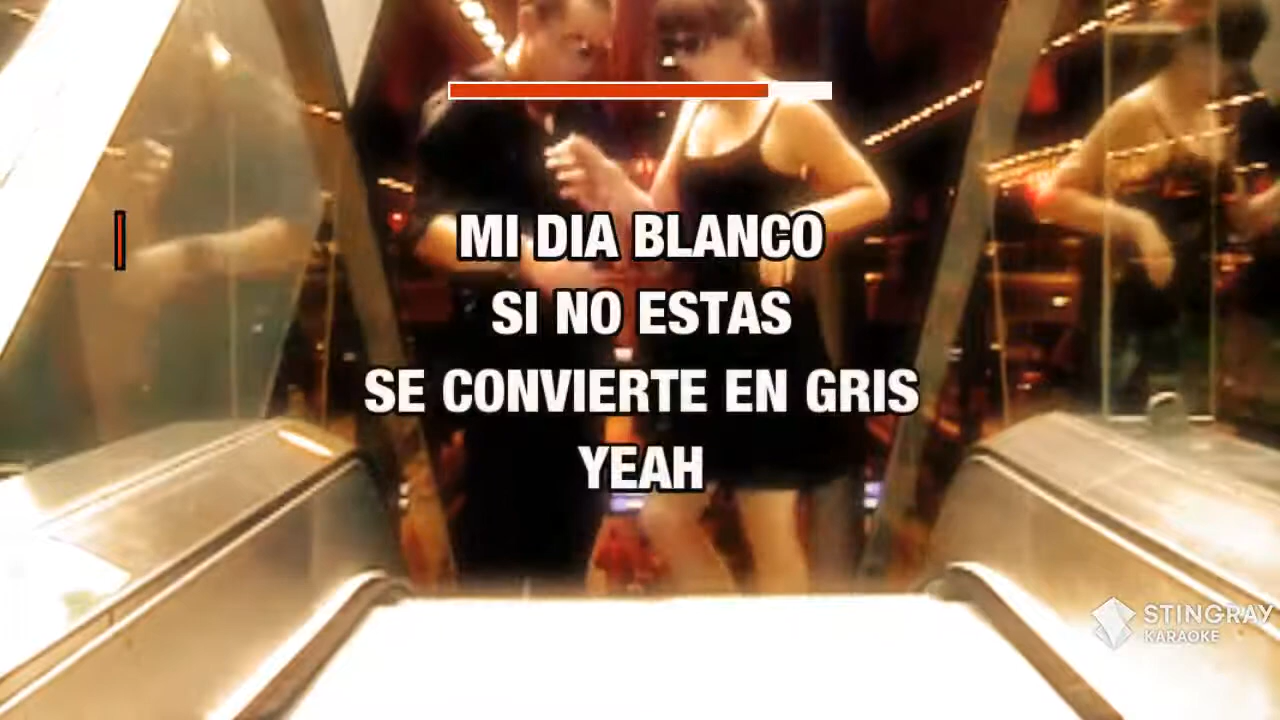 MI DIA BLANCO
SI NO ESTAS
SE CONVIERTE EN GRIS
YEAH
STINGRAY
KARAOKE